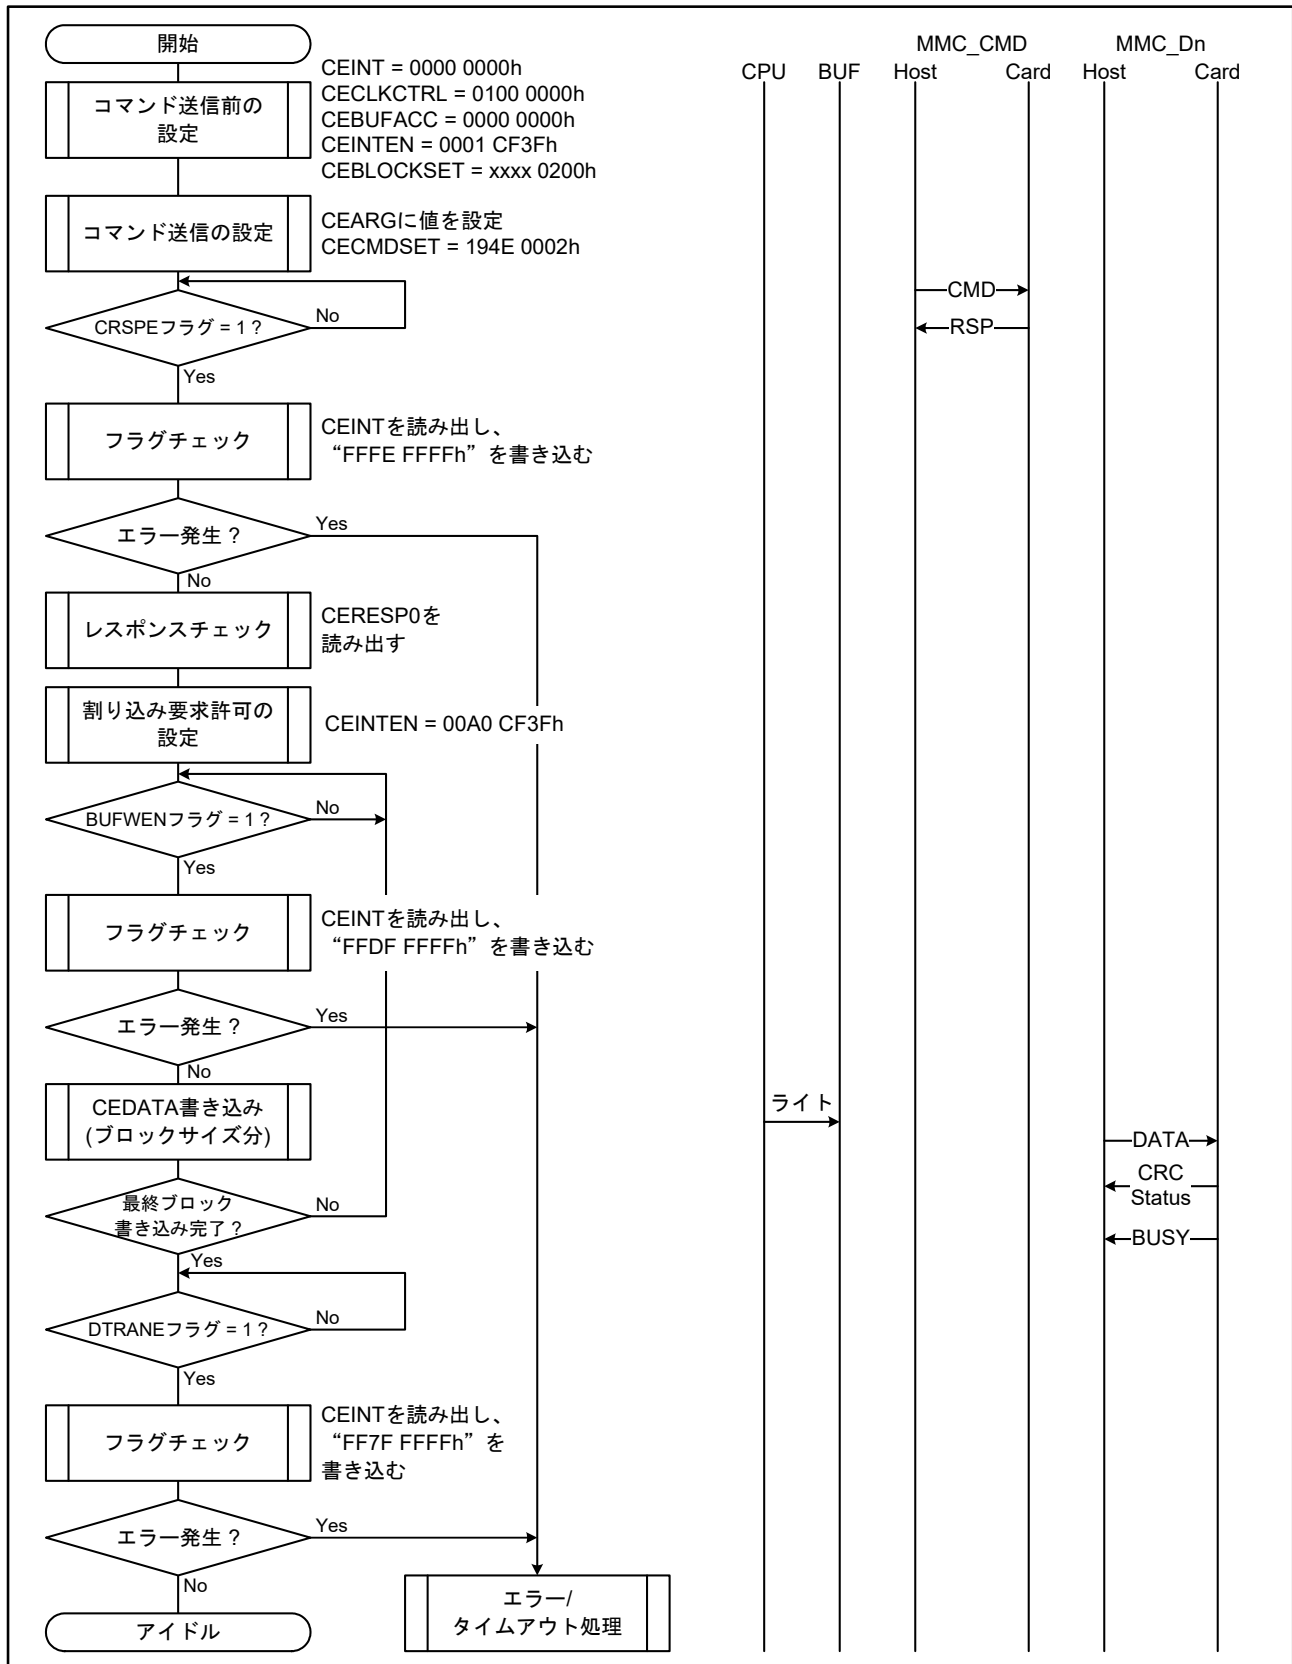 開始
コマンド送信前の
設定
CEINT = 0000 0000h
CECLKCTRL = 0100 0000h
CEBUFACC = 0000 0000h
CEINTEN = 0001 CF3Fh
CEBLOCKSET = xxxx 0200h
コマンド送信の設定
CEARGに値を設定
CECMDSET = 194E 0002h
CRSPEフラグ = 1 ?
No
Yes
フラグチェック
CEINTを読み出し、
“FFFE FFFFh”を書き込む
エラー発生 ?
Yes
No
レスポンスチェック
CERESP0を
読み出す
割り込み要求許可の
設定
CEINTEN = 00A0 CF3Fh
BUFWENフラグ = 1 ?
No
Yes
フラグチェック
CEINTを読み出し、
“FFDF FFFFh”を書き込む
エラー発生 ?
Yes
No
CEDATA書き込み
(ブロックサイズ分)
最終ブロック
書き込み完了 ?
No
Yes
DTRANEフラグ = 1 ?
No
Yes
フラグチェック
CEINTを読み出し、
“FF7F FFFFh”を
書き込む
エラー発生 ?
Yes
No
アイドル
エラー/
タイムアウト処理
MMC_CMD
MMC_Dn
CPU
BUF
Host
Card
Host
Card
CMD
RSP
ライト
DATA
CRC
Status
BUSY